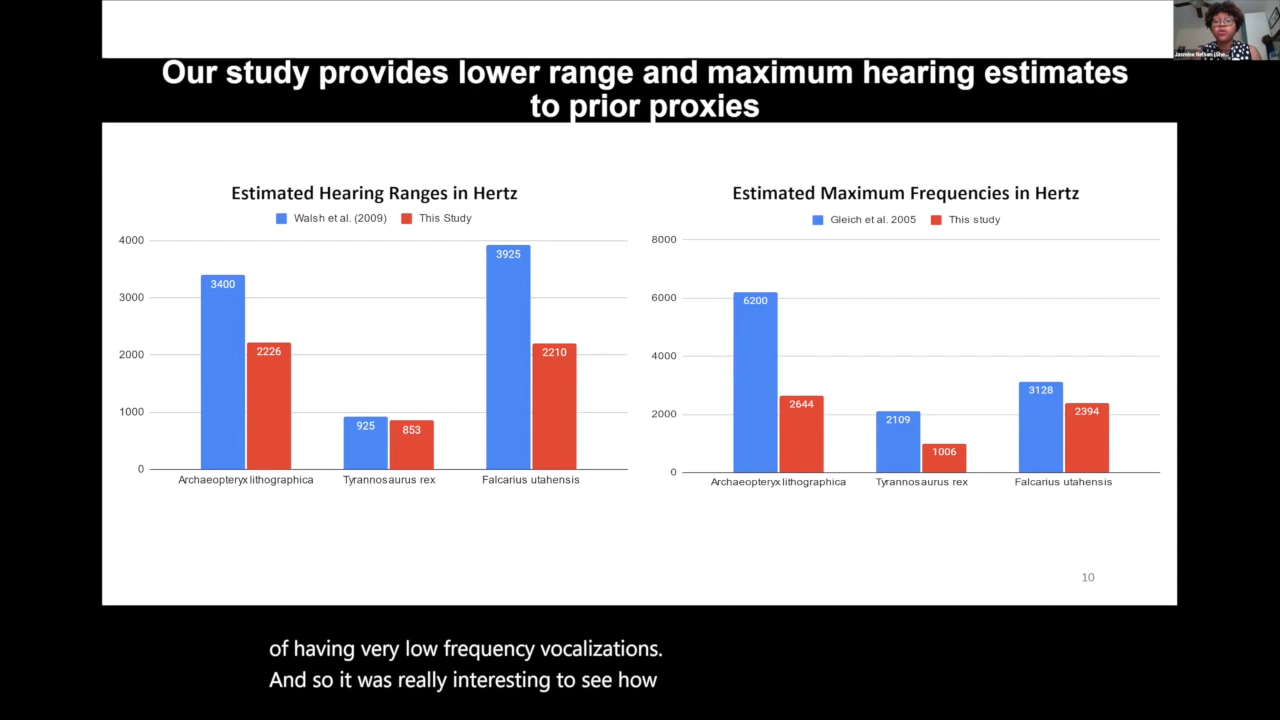 Jasmine Nelson (She...
Our study provides lower range and maximum hearing estimates
to prior proxies
Estimated Hearing Ranges in Hertz
Walsh et al. (2009) This Study
4000
3000
2000
1000
0
3400
2226
925
853
3925
2210
Archaeopteryx lithographica Tyrannosaurus rex Falcarius utahensis
Estimated Maximum Frequencies in Hertz
Gleich et al. 2005 This study
8000
6000
4000
2000
0
6200
2644
2109
1006
3128
2394
Archaeopteryx lithographica Tyrannosaurus rex Falcarius utahensis
10
of having very low frequency vocalizations.
And so it was really interesting to see how